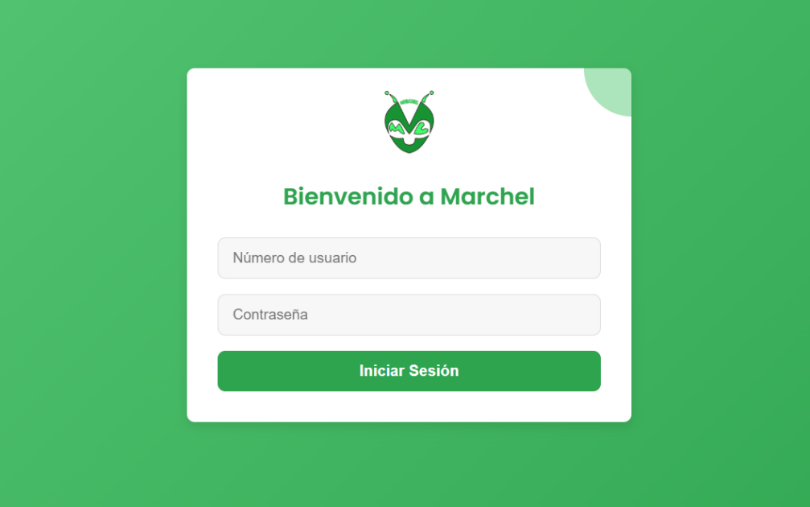 Bienvenido a Marchel
Número de usuario
Contraseña
Iniciar Sesión